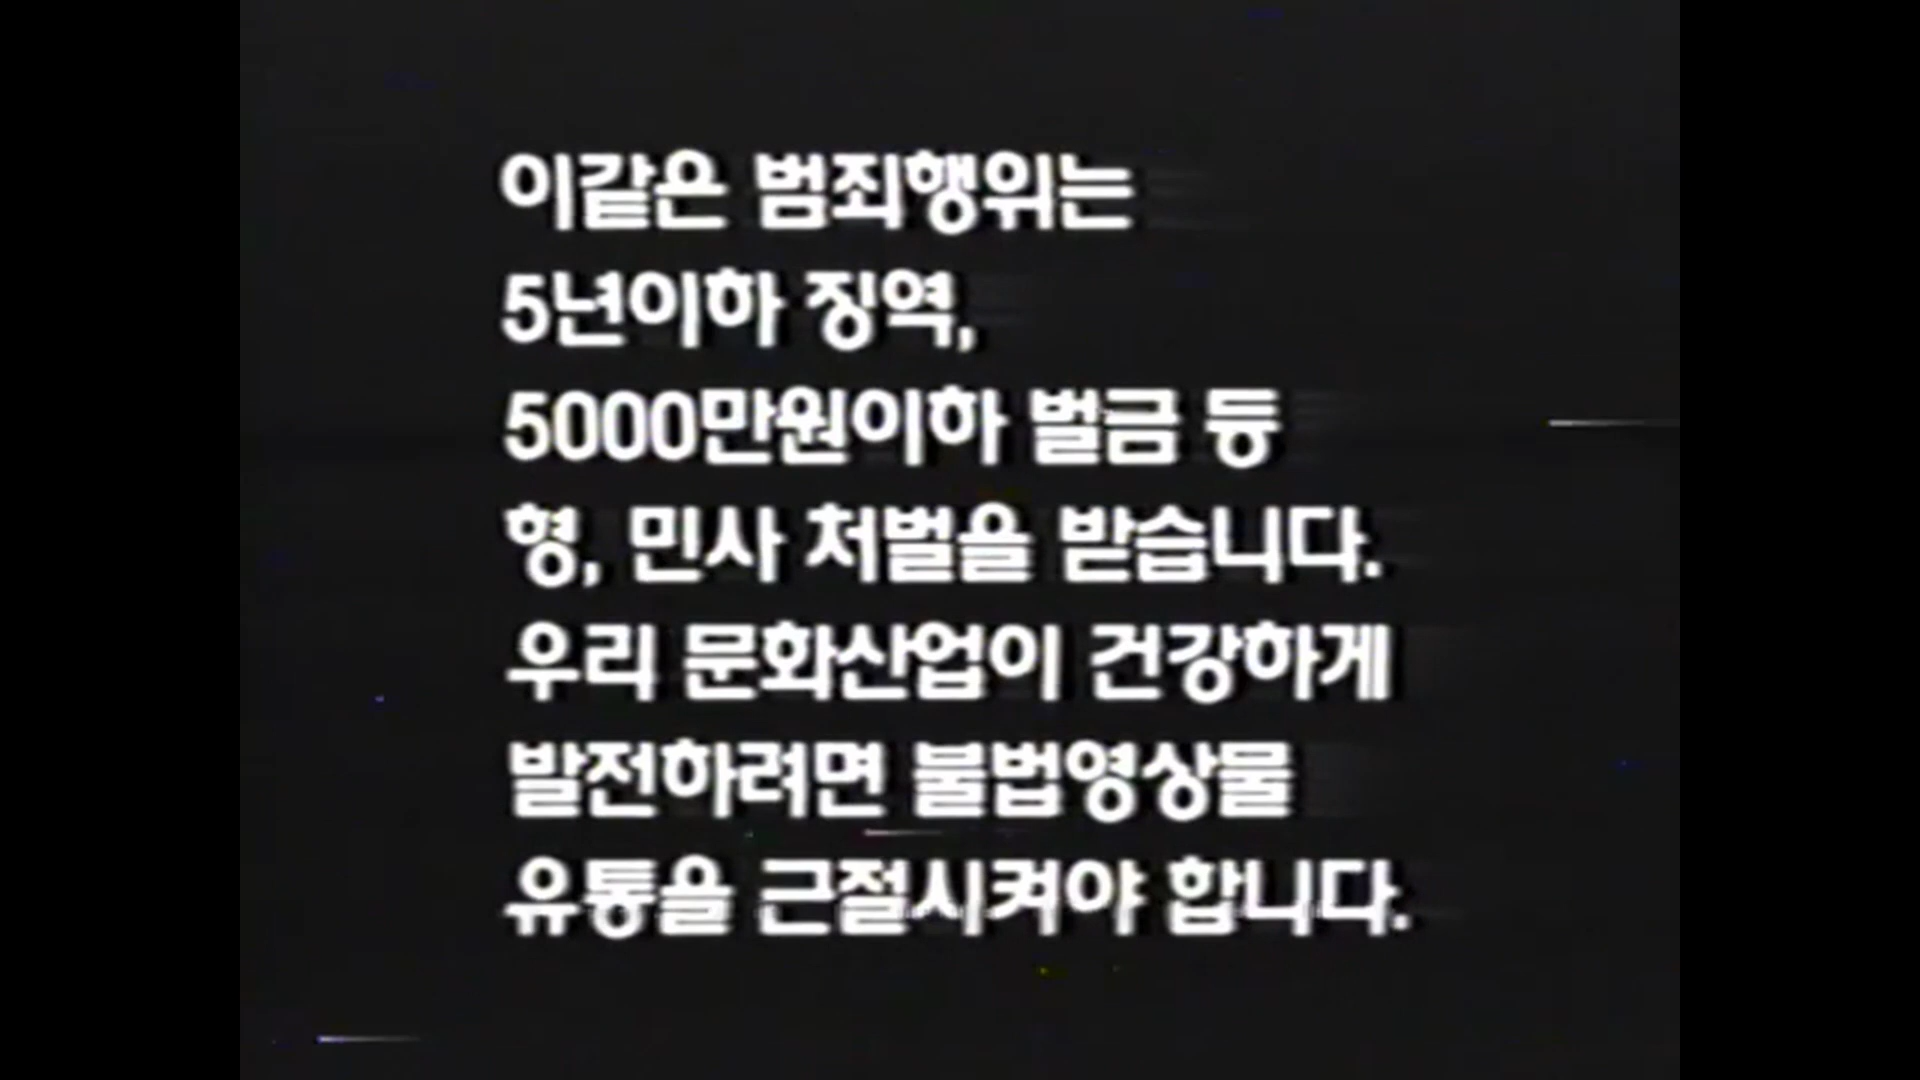 이같은 범죄행위는
5년이하 징역,
5000만원이하 벌금 등
형, 민사 처벌을 받습니다.
우리 문화산업이 건강하게
발전하려면 불법영상물
유통을 근절시켜야 합니다.